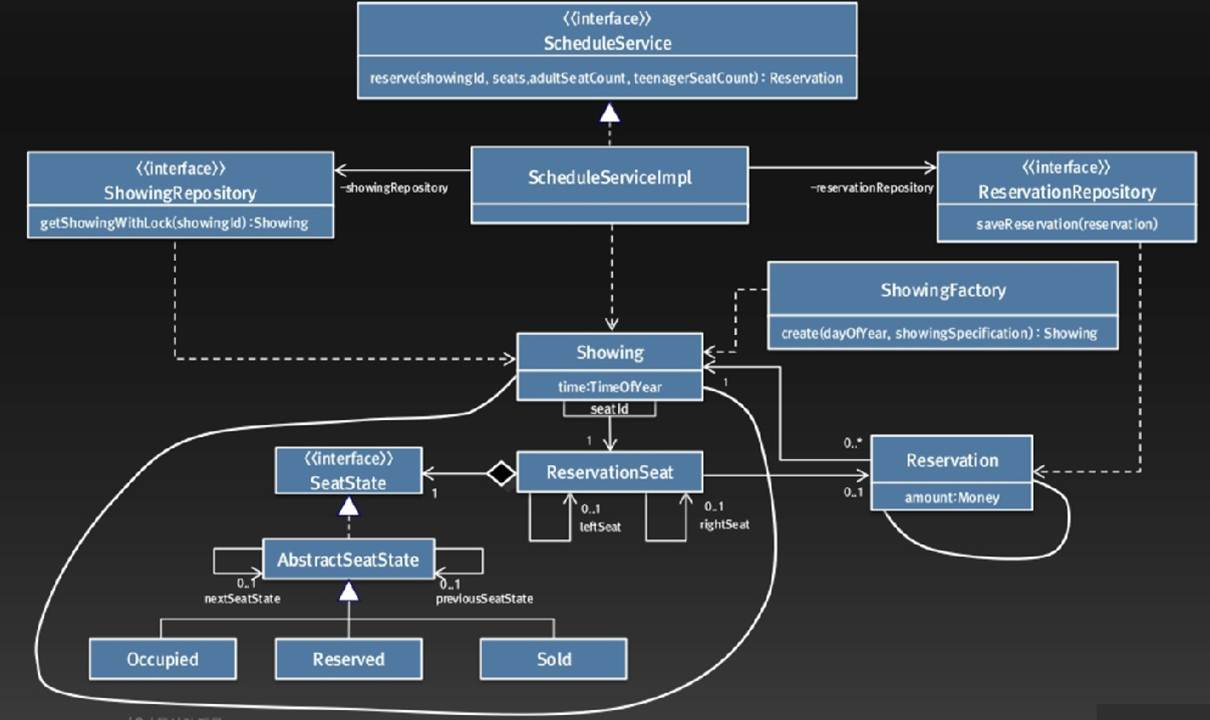 《interface》
ScheduleService
reserve(showingId, seats,adultSeatCount, teenagerSeatCount) : Reservation
《interface》
ShowingRepository
getShowingWithLock(showingId) :Showing
-showingRepository
ScheduleServiceImpl
-reservationRepository
《interface》
ReservationRepository
saveReservation(reservation)
ShowingFactory
create(dayOfYear, showingSpecification) : Showing
Showing
time:TimeOfYear
seatId
1
1
0..*
《interface》
SeatState
1
ReservationSeat
0..1
leftSeat
0..1
rightSeat
Reservation
amount:Money
0..1
AbstractSeatState
0..1
nextSeatState
0..1
previousSeatState
Occupied
Reserved
Sold